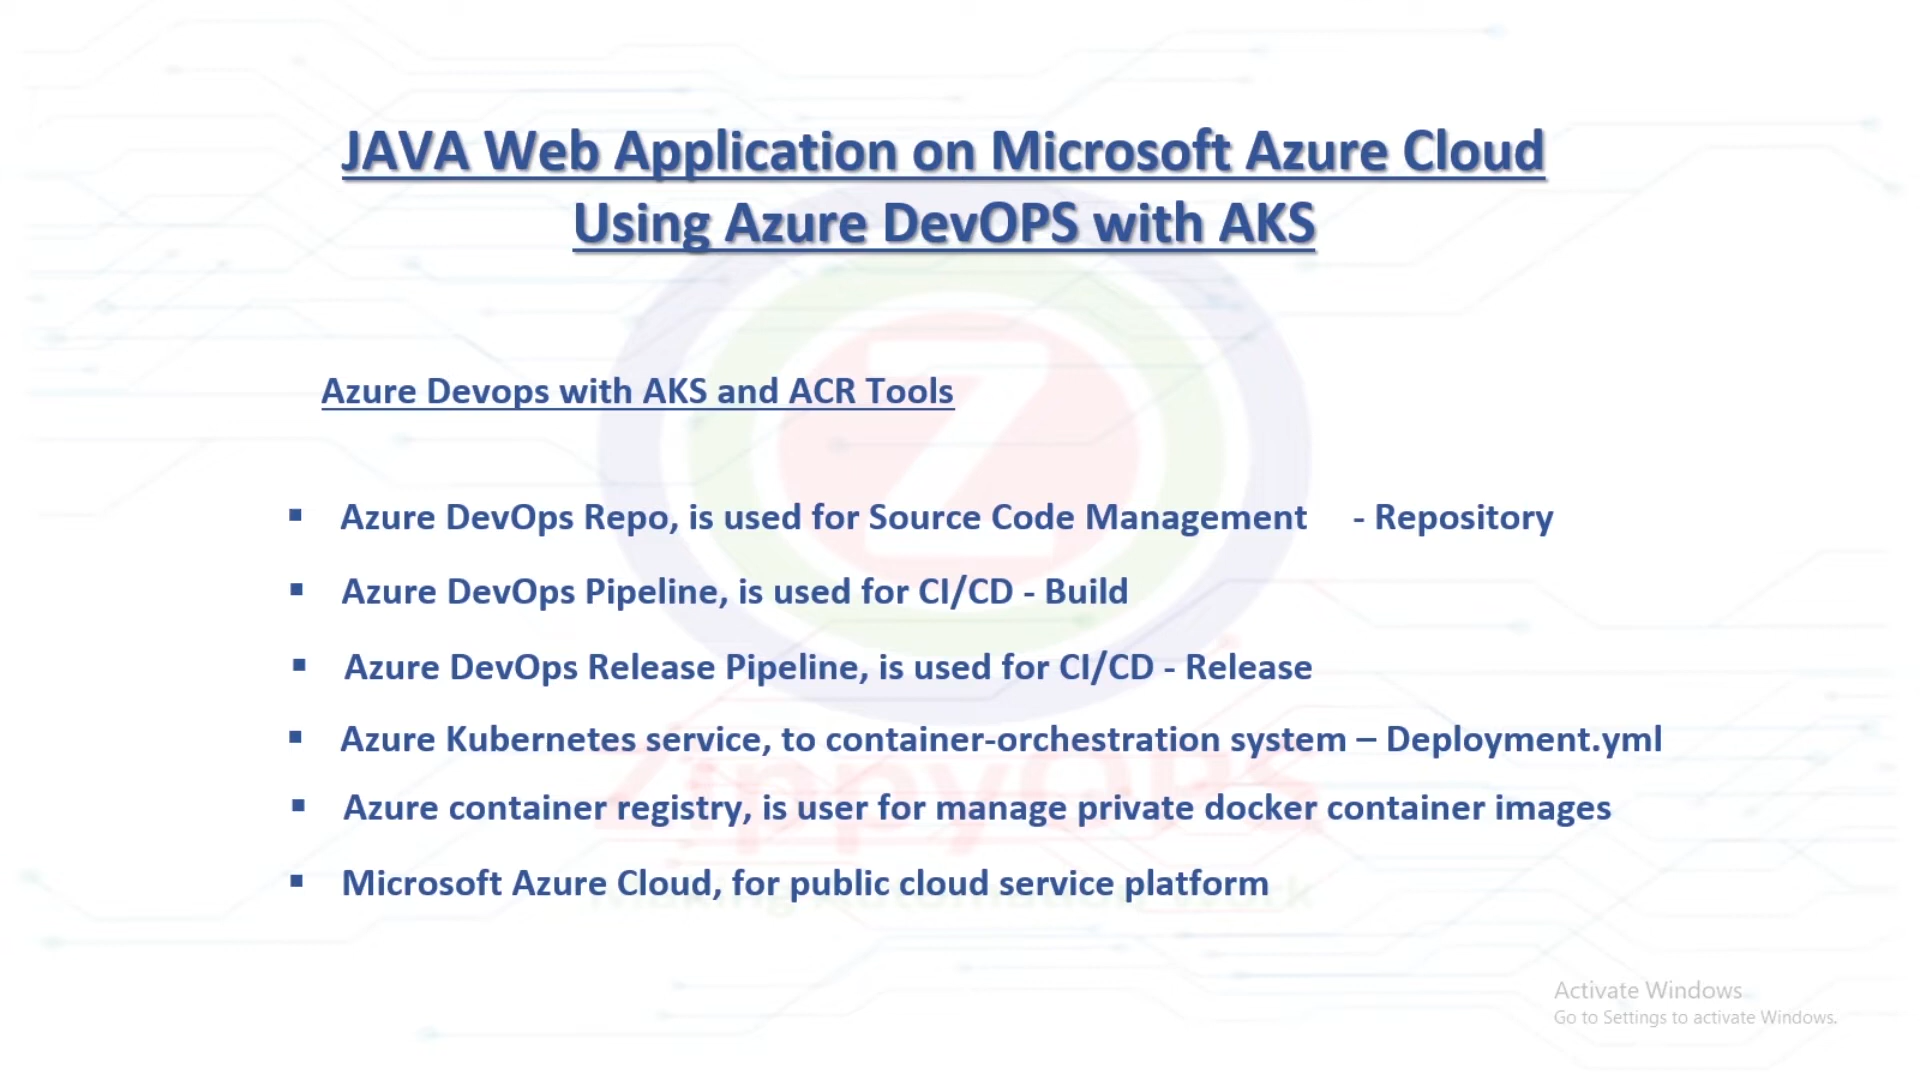 JAVA Web Application on Microsoft Azure Cloud
Using Azure DevOPS with AKS
Azure Devops with AKS and ACR Tools
▪ Azure DevOps Repo, is used for Source Code Management - Repository
▪ Azure DevOps Pipeline, is used for CI/CD - Build
▪ Azure DevOps Release Pipeline, is used for CI/CD - Release
▪ Azure Kubernetes service, to container-orchestration system – Deployment.yml
▪ Azure container registry, is user for manage private docker container images
▪ Microsoft Azure Cloud, for public cloud service platform
Z
ZippyOPS
Making Automation Work
Activate Windows
Go to Settings to activate Windows.